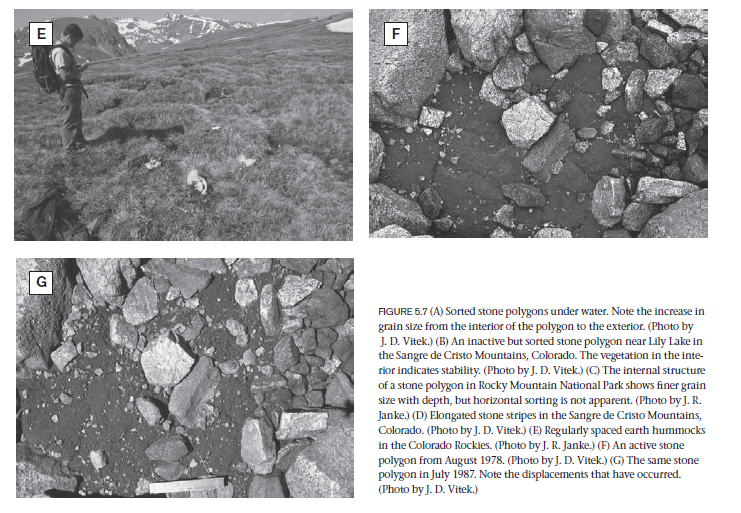 E
F
G
FIGURE 5.7 (A) Sorted stone polygons under water. Note the increase in
grain size from the interior of the polygon to the exterior. (Photo by
J. D. Vitek.) (B) An inactive but sorted stone polygon near Lily Lake in
the Sangre de Cristo Mountains, Colorado. The vegetation in the inte-
rior indicates stability. (Photo by J. D. Vitek.) (C) The internal structure
of a stone polygon in Rocky Mountain National Park shows finer grain
size with depth, but horizontal sorting is not apparent. (Photo by J. R.
Janke.) (D) Elongated stone stripes in the Sangre de Cristo Mountains,
Colorado. (Photo by J. D. Vitek.) (E) Regularly spaced earth hummocks
in the Colorado Rockies. (Photo by J. R. Janke.) (F) An active stone
polygon from August 1978. (Photo by J. D. Vitek.) (G) The same stone
polygon in July 1987. Note the displacements that have occurred.
(Photo by J. D. Vitek.)